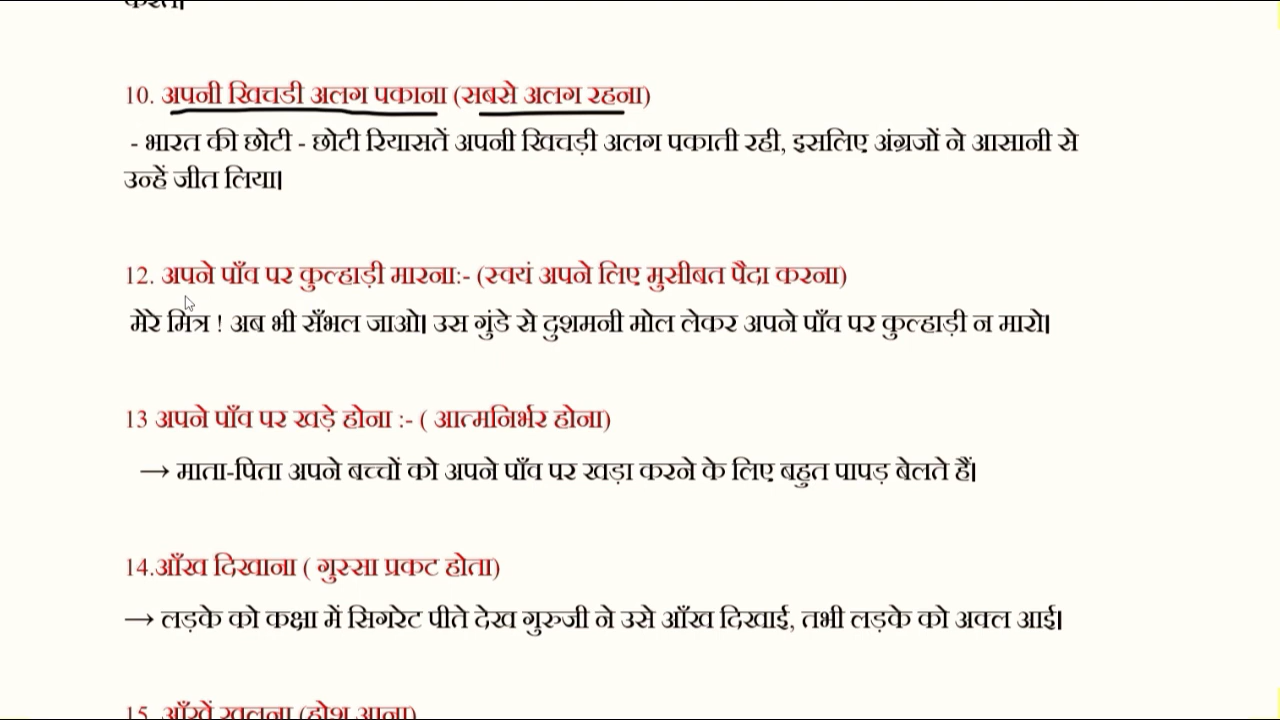 करता।
10. अपनी खिचडी अलग पकाना (सबसे अलग रहना)
- भारत की छोटी - छोटी रियासतें अपनी खिचड़ी अलग पकाती रही, इसलिए अंग्रजों ने आसानी से
उन्हें जीत लिया।
12. अपने पाँव पर कुल्हाड़ी मारना:- (स्वयं अपने लिए मुसीबत पैदा करना)
मेरे मित्र ! अब भी सँभल जाओ। उस गुंडे से दुशमनी मोल लेकर अपने पाँव पर कुल्हाड़ी न मारो।
13 अपने पाँव पर खड़े होना :- ( आत्मनिर्भर होना)
→ माता-पिता अपने बच्चों को अपने पाँव पर खड़ा करने के लिए बहुत पापड़ बेलते हैं।
14.आँख दिखाना ( गुस्सा प्रकट होता)
→ लड़के को कक्षा में सिगरेट पीते देख गुरुजी ने उसे आँख दिखाई, तभी लड़के को अक्ल आई।
15. आँखें खुलना (होश आना)